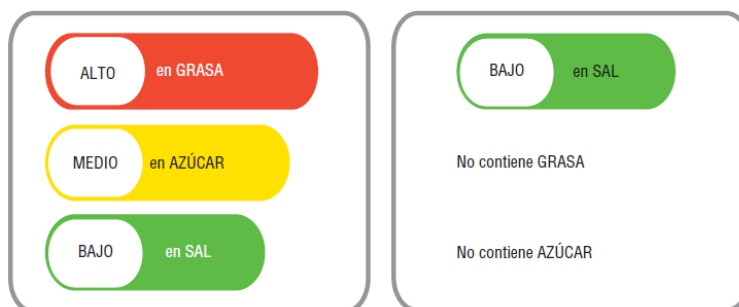 ALTO en GRASA
MEDIO en AZÚCAR
BAJO en SAL
BAJO en SAL
No contiene GRASA
No contiene AZÚCAR